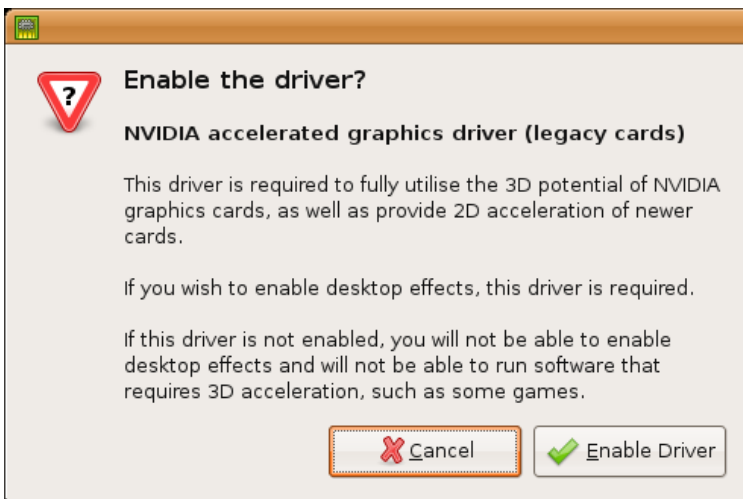 Enable the driver?
NVIDIA accelerated graphics driver (legacy cards)
This driver is required to fully utilise the 3D potential of NVIDIA
graphics cards, as well as provide 2D acceleration of newer
cards.
If you wish to enable desktop effects, this driver is required.
If this driver is not enabled, you will not be able to enable
desktop effects and will not be able to run software that
requires 3D acceleration, such as some games.
Cancel
Enable Driver